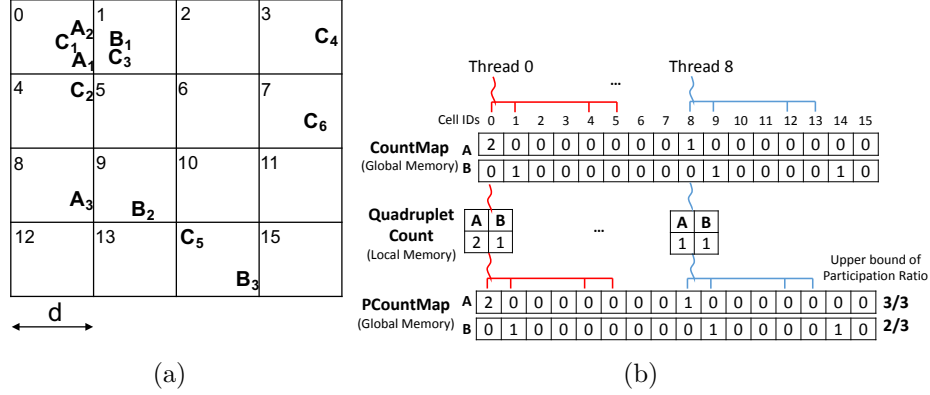 0 1 2 3
A2 C1 A1 B1 C3 C4
4 C2 5 6 7
C6
8 9 10 11
A3 B2
12 13 C5 15
B3
d
(a)
Thread 0 ... Thread 8
Cell IDs 0 1 2 3 4 5 6 7 8 9 10 11 12 13 14 15
CountMap
(Global Memory)
A 2 0 0 0 0 0 0 0 1 0 0 0 0 0 0 0
B 0 1 0 0 0 0 0 0 0 1 0 0 0 0 1 0
Quadruplet
Count
(Local Memory)
A B ... A B
2 1 1 1
Upper bound of
Participation Ratio
PCountMap
(Global Memory)
A 2 0 0 0 0 0 0 0 1 0 0 0 0 0 0 0 3/3
B 0 1 0 0 0 0 0 0 0 1 0 0 0 0 1 0 2/3
(b)